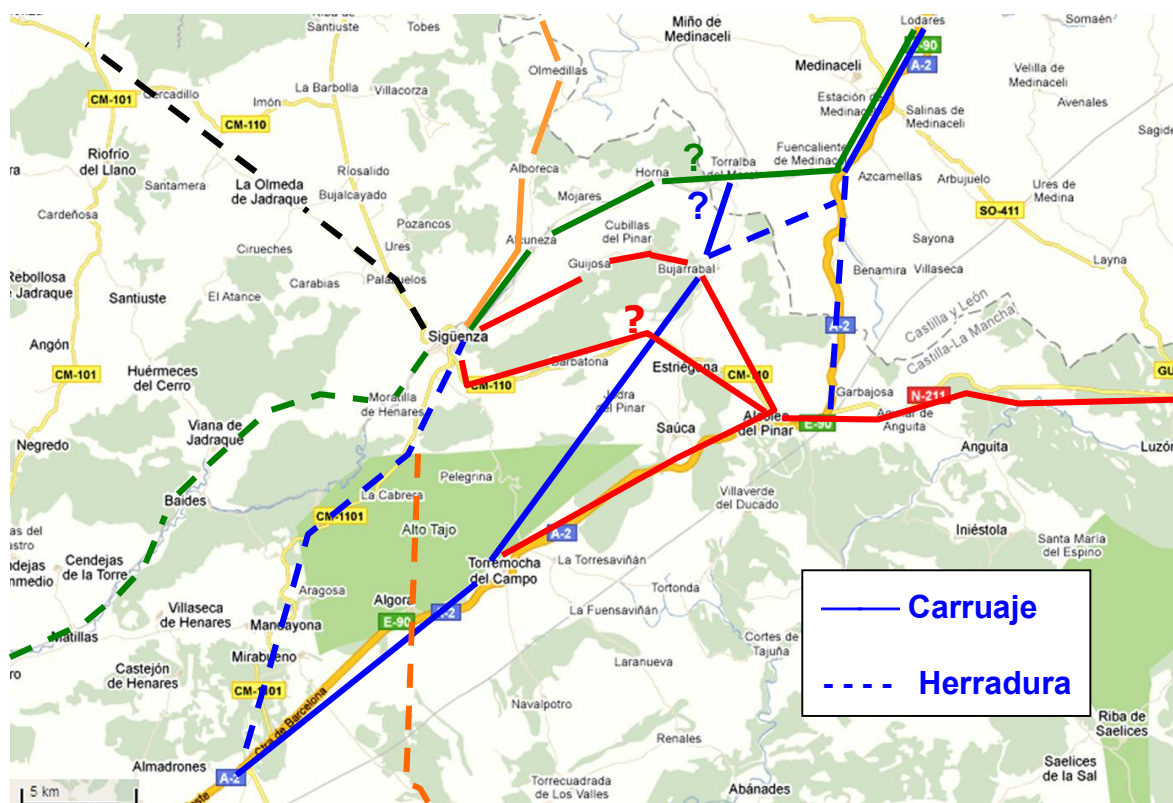 Santiuste
Tobes
Miño de
Medinaceli
Lodares
Somaén
Pozancos
Olmedillas
A-2
Medinaceli
Velilla de
Medinaceli
CM-101
Cercadillo
Imón
La Barbolla
Villacorza
Estación de
Medinaceli
Salinas de
Medinaceli
Avenales
CM-110
Riofrío
del Llano
Santamera
La Olmeda
de Jadraque
Riosalido
Bujalcayado
Alboreca
?
Horna
Torralba
Fuencaliente
de Medinaceli
Azcamellas
Arbujuelo
Ures de
Medina
Mojares
?
Cardeñosa
Pozancos
Ures
Alcuneza
Cubillas
del Pinar
SO-411
Sayona
Cirueches
Palazuelos
Guijosa
Bujarrabal
Benamira
Villaseca
Layna
Rebollosa
de Jadraque
Santiuste
El Atance
Carabias
Castilla y León
Castilla-La Mancha
?
Sigüenza
A-2
Angón
Huérmeces
del Cerro
CM-101
Barbatona
Estriégana
CM-110
CM-110
Garbajosa
N-211
GU
Moratilla
de Henares
Jodra
del Pinar
Alcolea
del Pinar
E-90
Aguilar de
Anguita
Negredo
Viana de
Jadraque
Saúca
Anguita
Luzón
Pelegrina
La Cabrera
Villaverde
del Ducado
Baides
CM-1101
Alto Tajo
A-2
Iniéstola
Santa María
del Espino
Cendejas
de la Torre
Torremocha
del Campo
La Torresaviñán
Aragosa
Algora
Tortonda
Carruaje
Villaseca
de Henares
Mandayona
E-90
A-2
La Fuensaviñán
Matillas
Mirabueno
Cortes de
Tajuña
Castejón
de Henares
CM-1101
Laranueva
Herradura
Navalpotro
Ctra de Barcelona
Riba de
Saelices
Renales
Almadrones
A-2
Saelices
de la Sal
5 km
Torrecuadrada
de Los Valles
Abánades